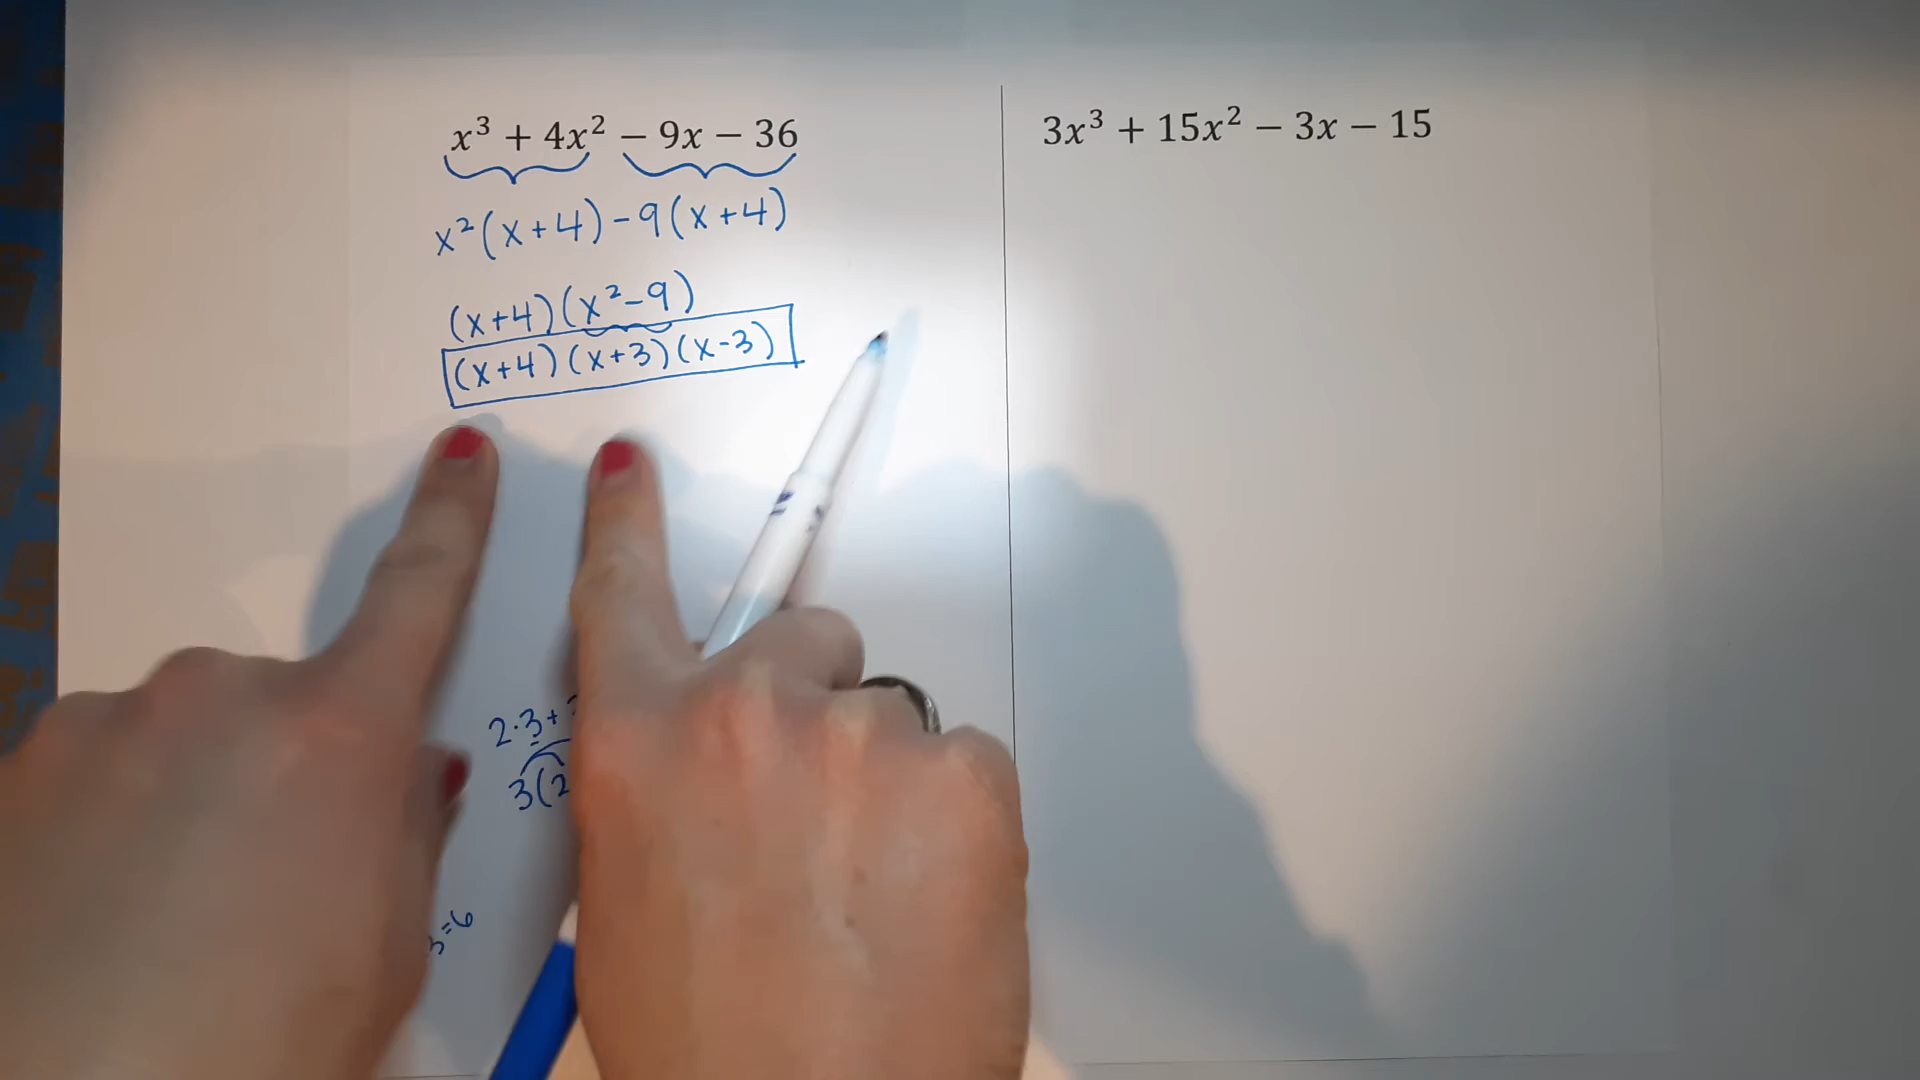 x³ + 4x² − 9x − 36
x²(x+4)-9(x+4)
(x+4)(x²-9)
(x+4)(x+3)(x-3)
2·3+
3(2
3=6
3x³ + 15x² − 3x − 15